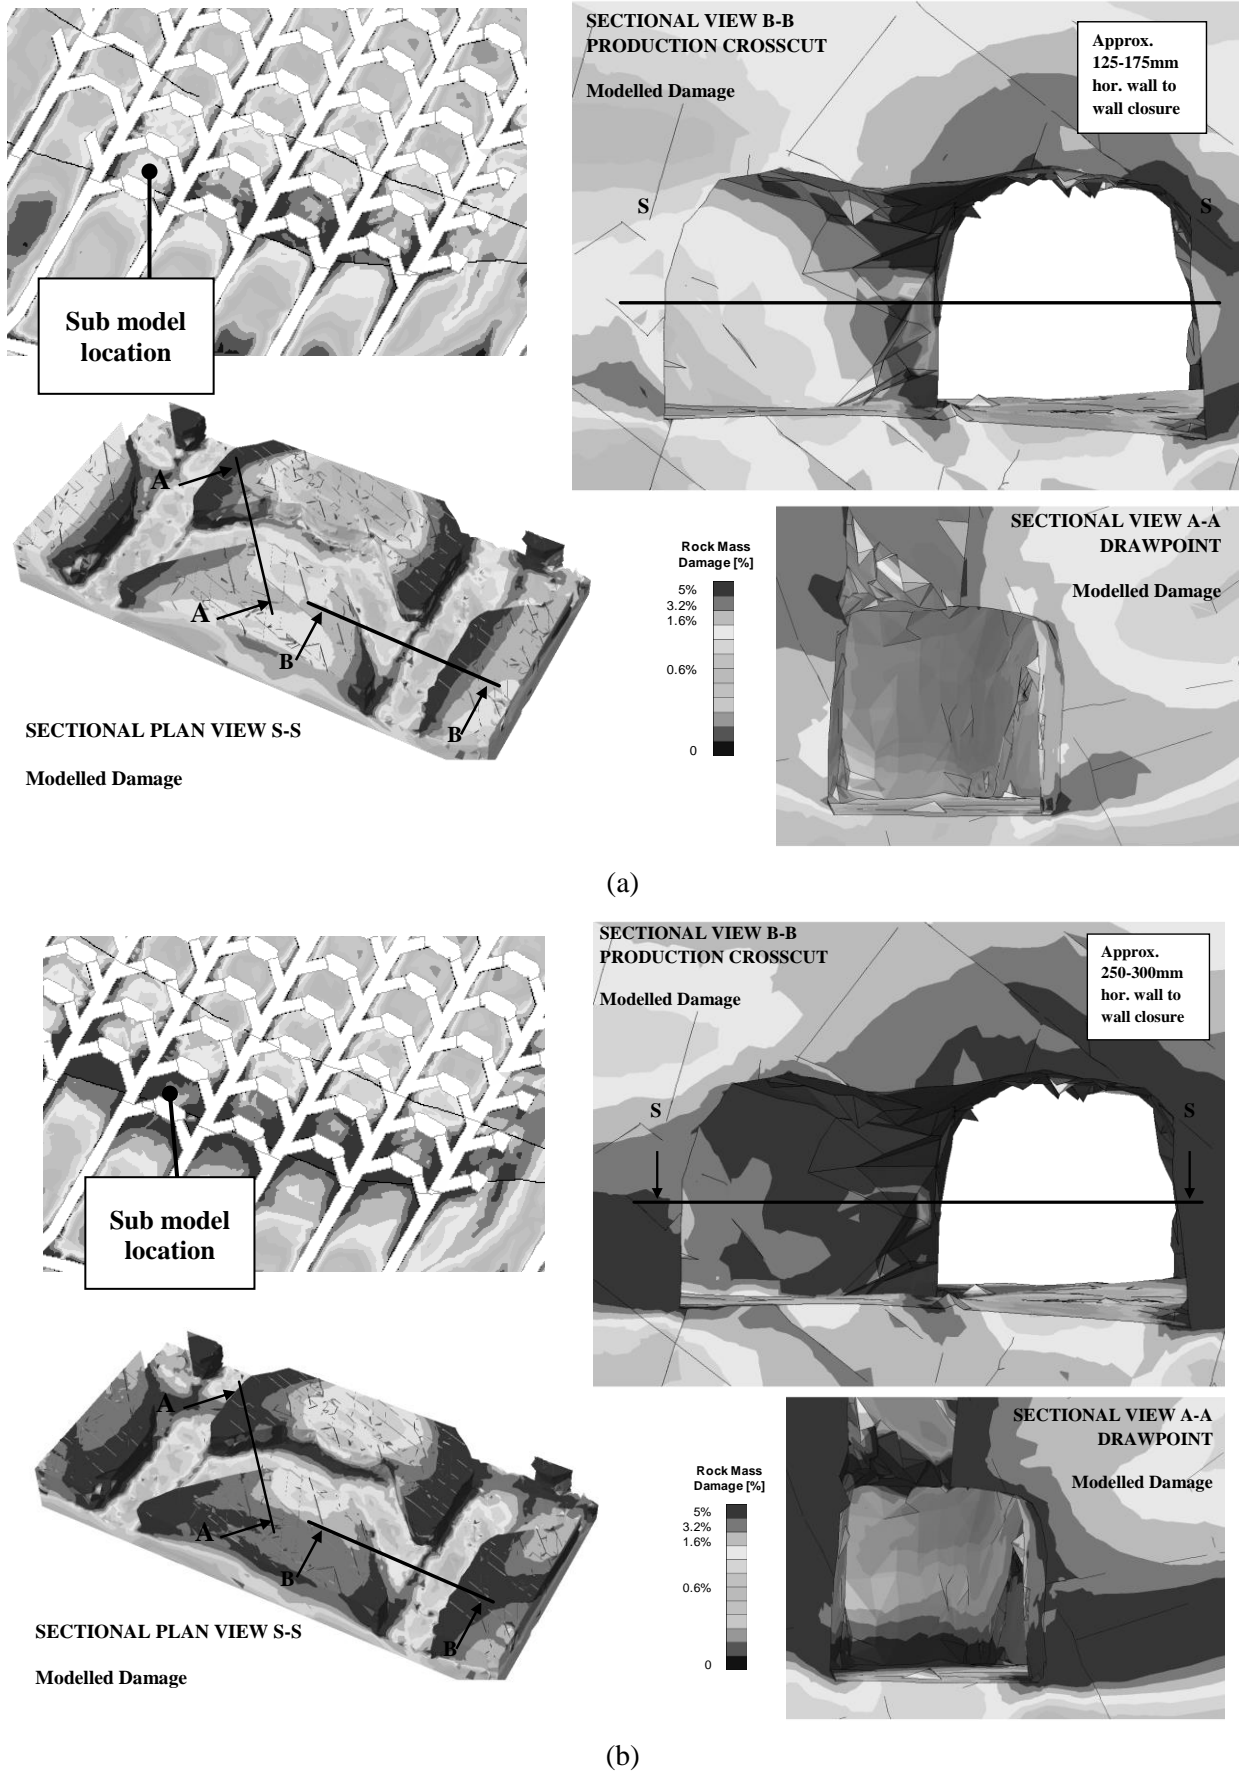 SECTIONAL VIEW B-B
PRODUCTION CROSSCUT
Modelled Damage
Approx.
125-175mm
hor. wall to
wall closure
S
S
Sub model
location
A
A
B
B
SECTIONAL PLAN VIEW S-S
Modelled Damage
Rock Mass
Damage [%]
5%
3.2%
1.6%
0.6%
0
SECTIONAL VIEW A-A
DRAWPOINT
Modelled Damage
(a)
SECTIONAL VIEW B-B
PRODUCTION CROSSCUT
Modelled Damage
Approx.
250-300mm
hor. wall to
wall closure
S
S
Sub model
location
A
A
B
B
SECTIONAL PLAN VIEW S-S
Modelled Damage
Rock Mass
Damage [%]
5%
3.2%
1.6%
0.6%
0
SECTIONAL VIEW A-A
DRAWPOINT
Modelled Damage
(b)